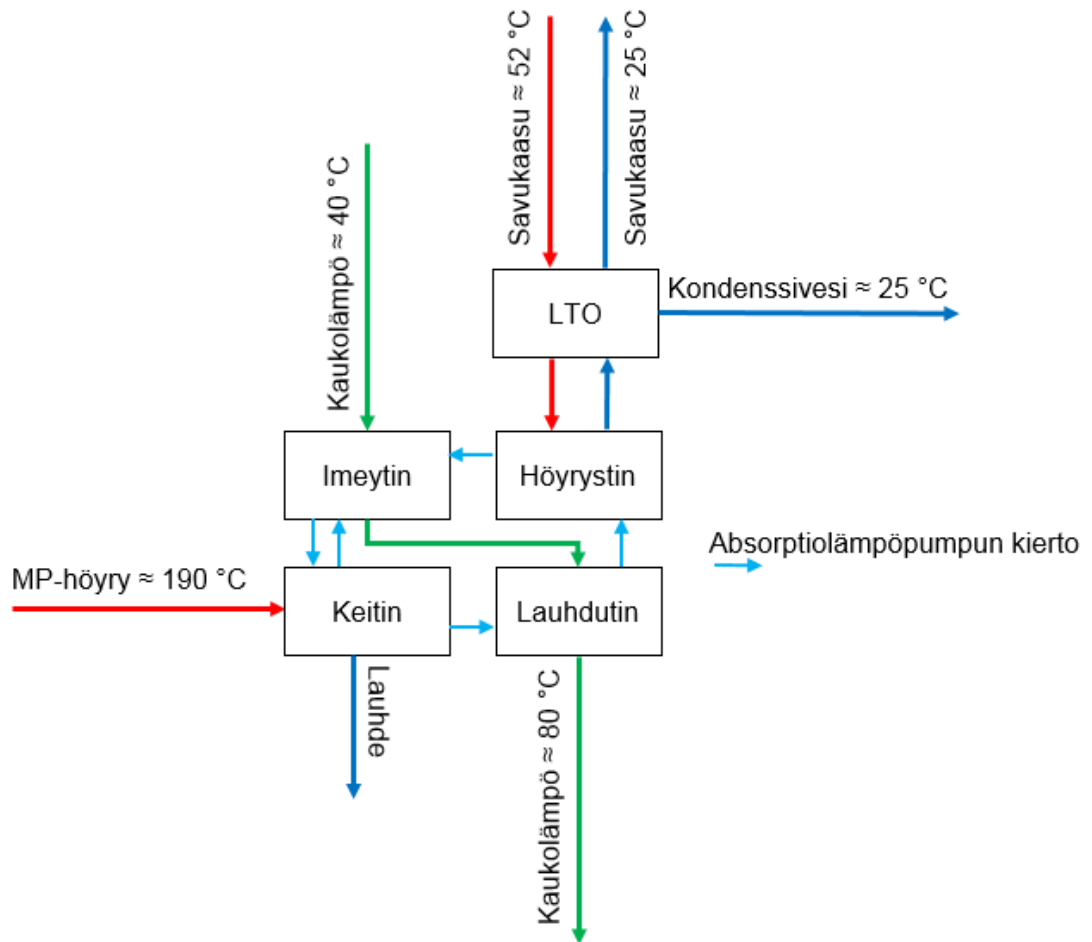 Savukaasu ≈ 52 °C
Savukaasu ≈ 25 °C
Kaukolämpö ≈ 40 °C
Kondenssivesi ≈ 25 °C
LTO
Imeytin
Höyrystin
Absorptiolämpöpumpun kierto
MP-höyry ≈ 190 °C
Keitin
Lauhdutin
Lauhde
Kaukolämpö ≈ 80 °C